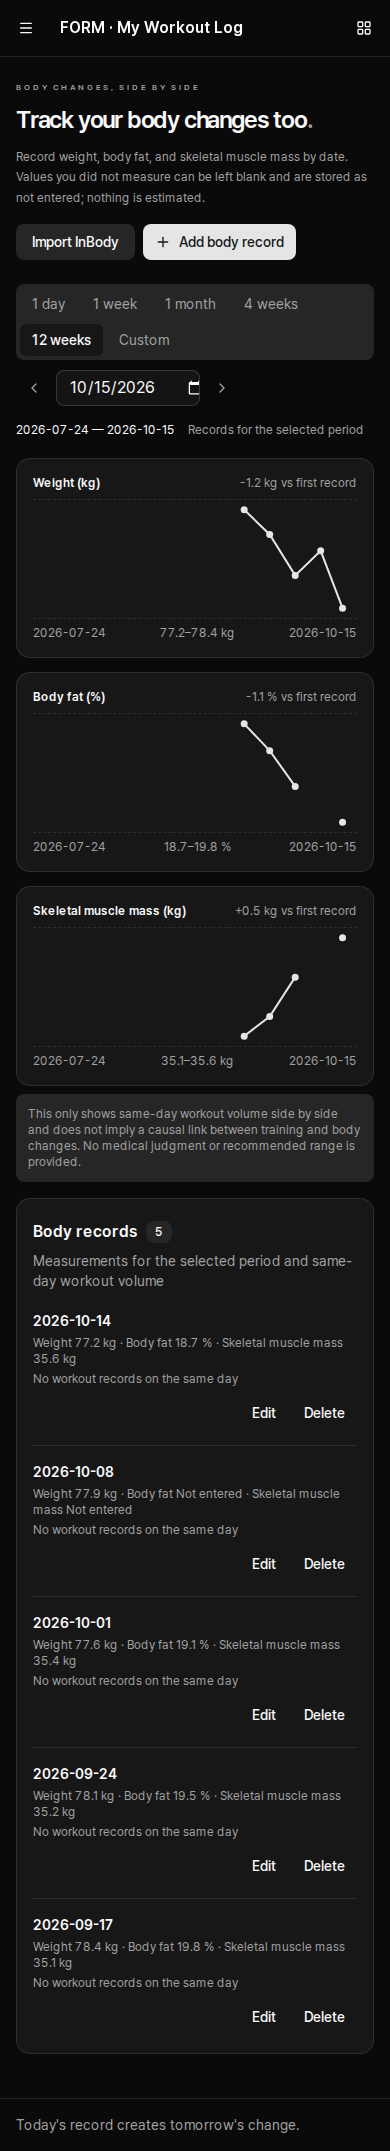 FORM · My Workout Log
BODY CHANGES, SIDE BY SIDE
Track your body changes too.
Record weight, body fat, and skeletal muscle mass by date.
Values you did not measure can be left blank and are stored as
not entered; nothing is estimated.
Import InBody
Add body record
1 day 1 week 1 month 4 weeks
12 weeks Custom
10/15/2026
2026-07-24 — 2026-10-15 Records for the selected period
Weight (kg) -1.2 kg vs first record
2026-07-24 77.2–78.4 kg 2026-10-15
Body fat (%) -1.1 % vs first record
2026-07-24 18.7–19.8 % 2026-10-15
Skeletal muscle mass (kg) +0.5 kg vs first record
2026-07-24 35.1–35.6 kg 2026-10-15
This only shows same-day workout volume side by side
and does not imply a causal link between training and body
changes. No medical judgment or recommended range is
provided.
Body records 5
Measurements for the selected period and same-
day workout volume
2026-10-14
Weight 77.2 kg · Body fat 18.7 % · Skeletal muscle mass
35.6 kg
No workout records on the same day
Edit Delete
2026-10-08
Weight 77.9 kg · Body fat Not entered · Skeletal muscle
mass Not entered
No workout records on the same day
Edit Delete
2026-10-01
Weight 77.6 kg · Body fat 19.1 % · Skeletal muscle mass
35.4 kg
No workout records on the same day
Edit Delete
2026-09-24
Weight 78.1 kg · Body fat 19.5 % · Skeletal muscle mass
35.2 kg
No workout records on the same day
Edit Delete
2026-09-17
Weight 78.4 kg · Body fat 19.8 % · Skeletal muscle mass
35.1 kg
No workout records on the same day
Edit Delete
Today's record creates tomorrow's change.